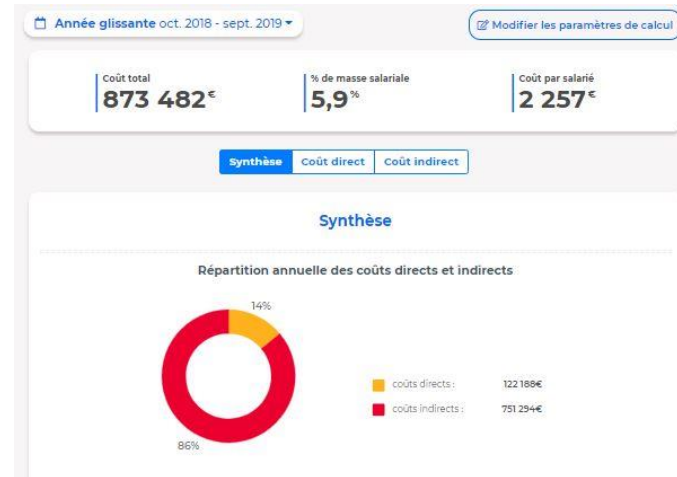 Année glissante oct. 2018 - sept. 2019
Modifier les paramètres de calcul
Coût total
873 482€
% de masse salariale
5,9%
Coût par salarié
2 257€
Synthèse Coût direct Coût indirect
Synthèse
Répartition annuelle des coûts directs et indirects
14%
coûts directs : 122 188€
coûts indirects : 751 294€
86%